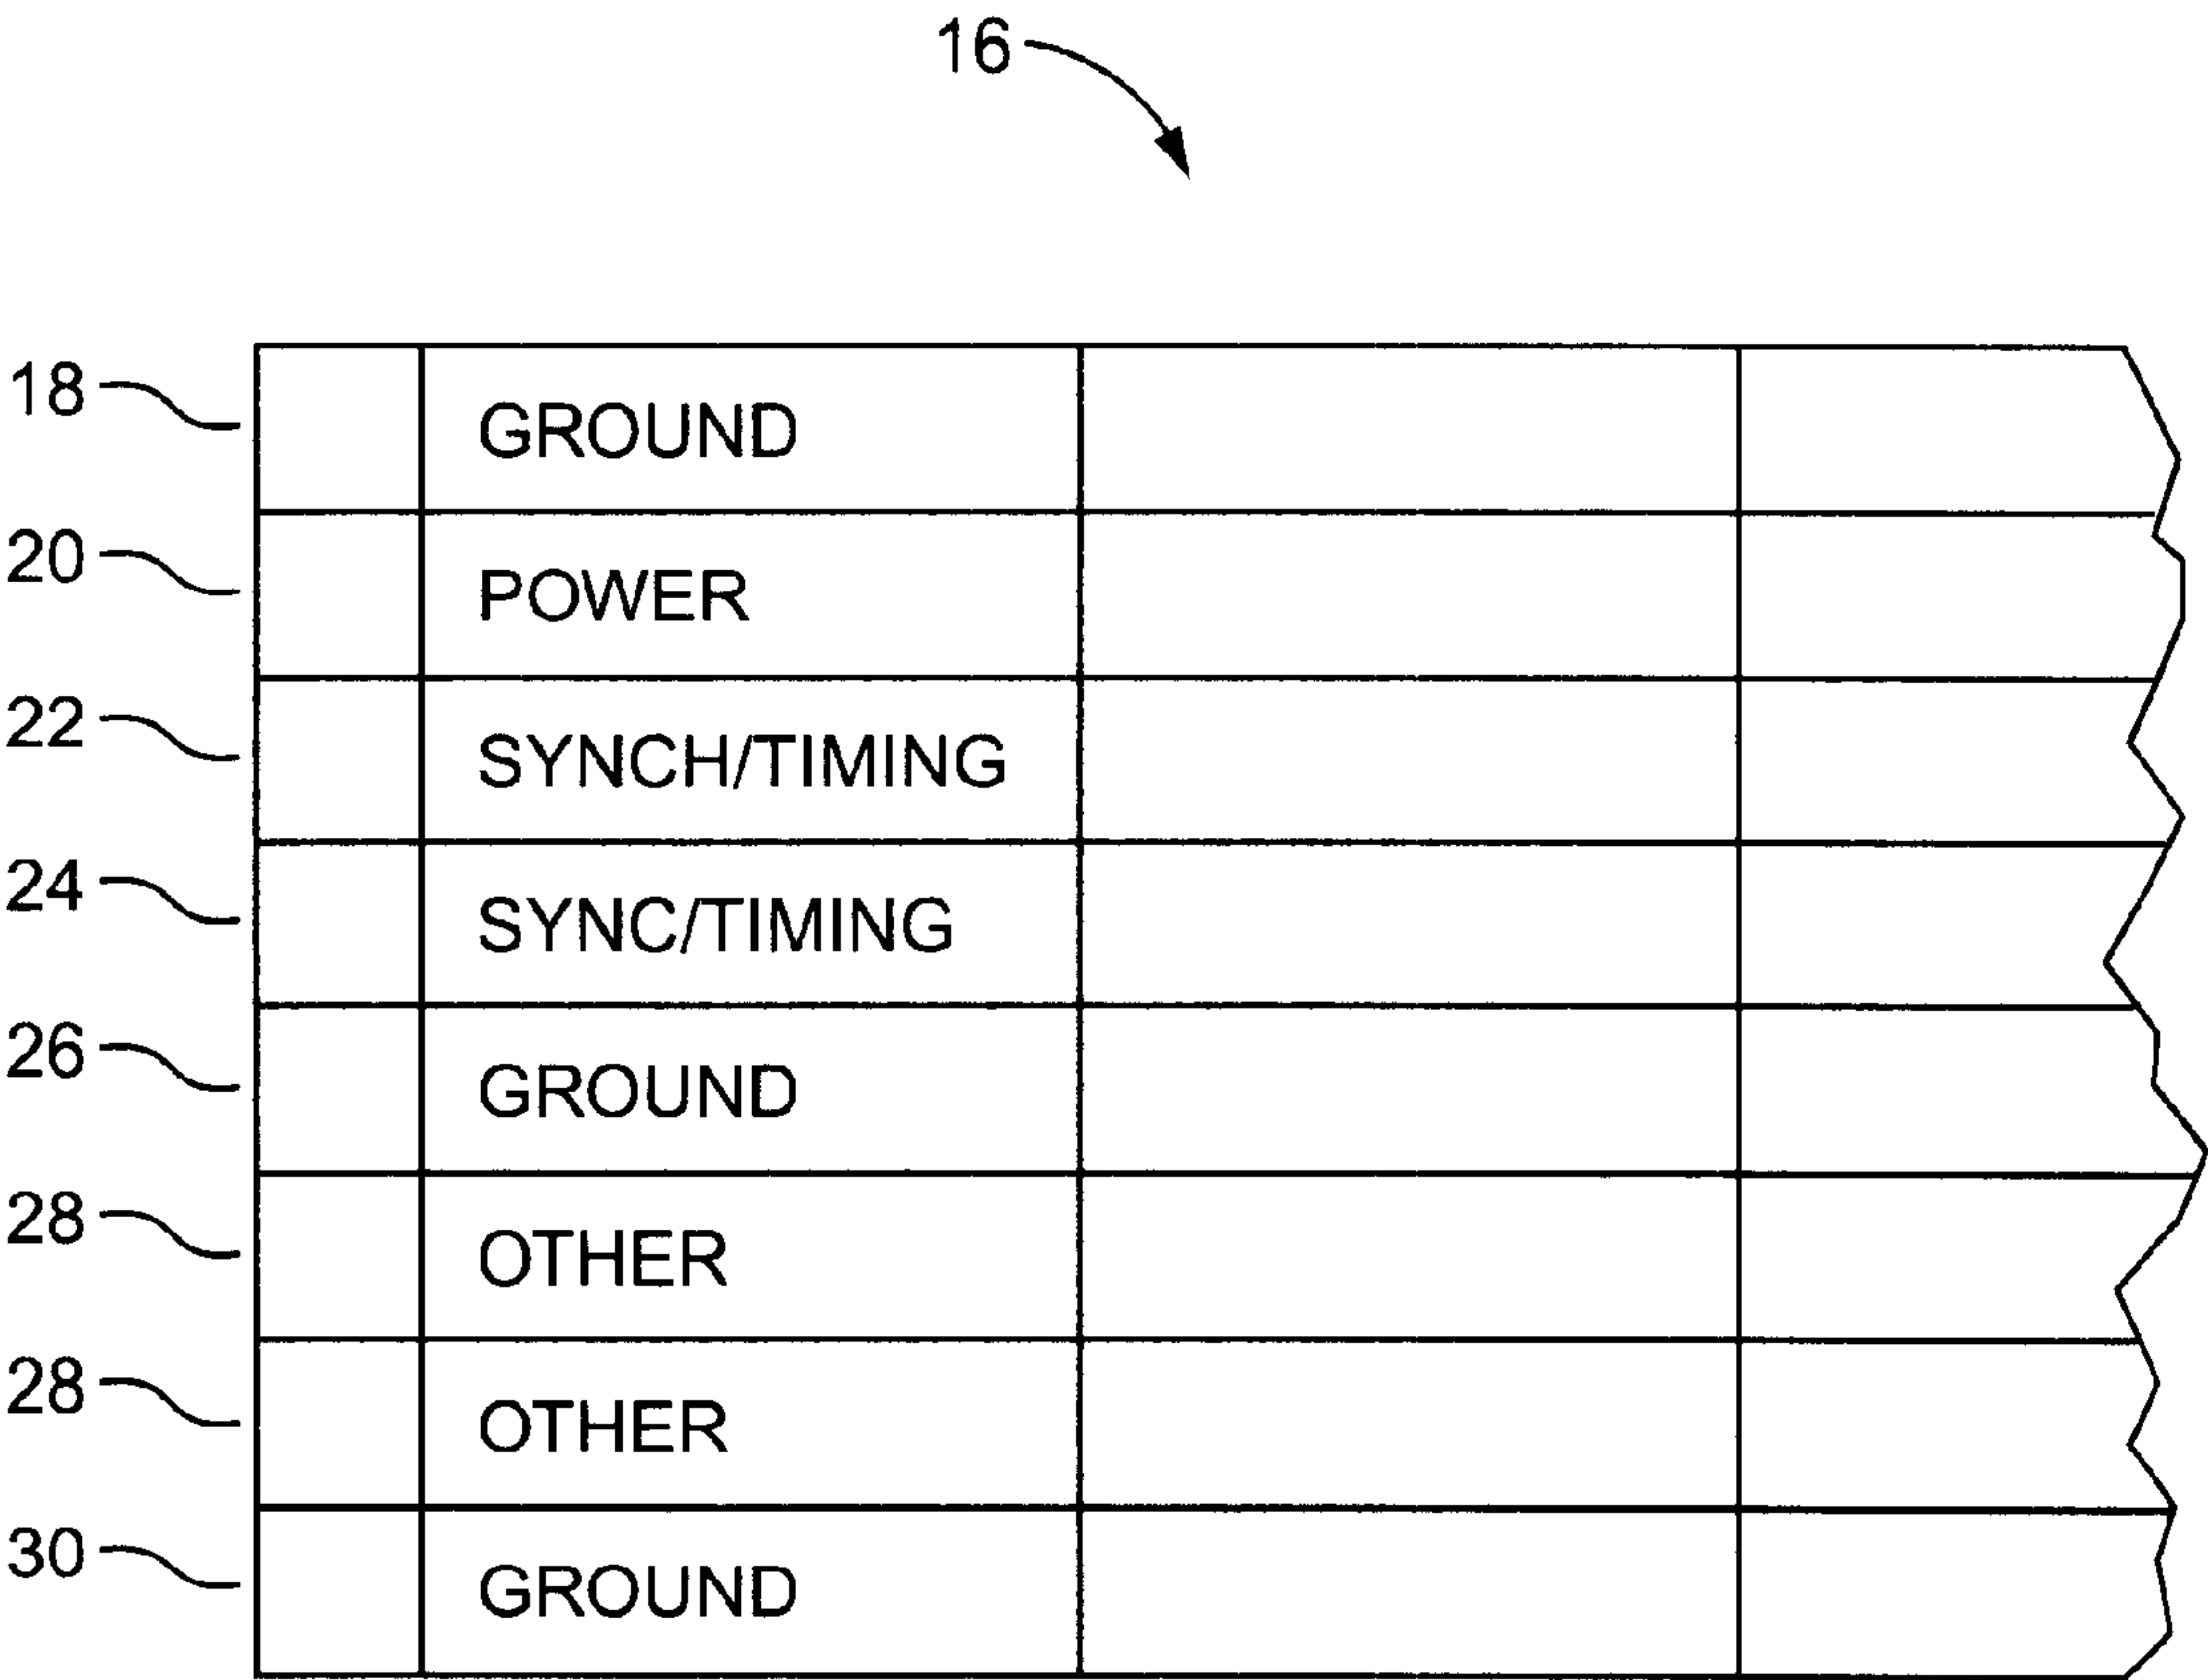 16
18 GROUND
20 POWER
22 SYNCH/TIMING
24 SYNC/TIMING
26 GROUND
28 OTHER
28 OTHER
30 GROUND